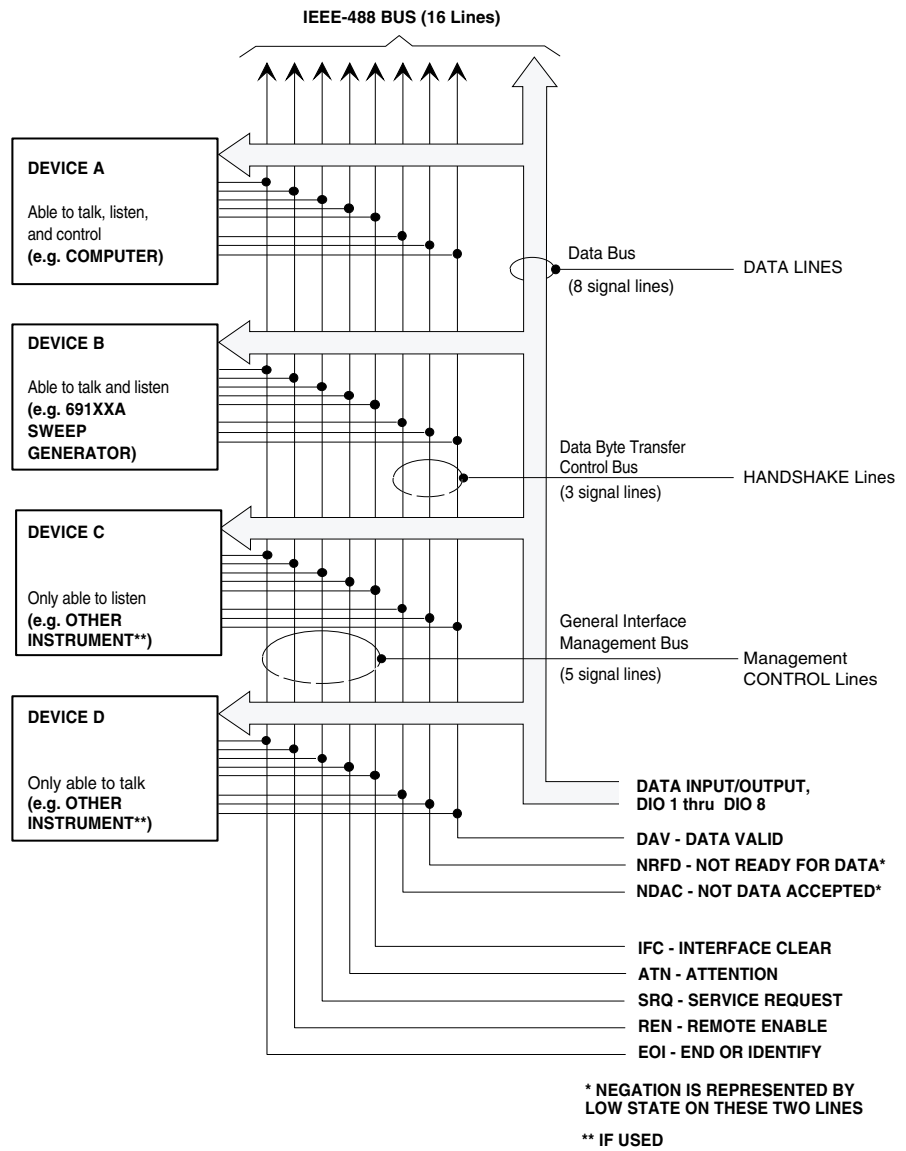 IEEE-488 BUS (16 Lines)
DEVICE A
Able to talk, listen,
and control
(e.g. COMPUTER)
Data Bus
(8 signal lines)
DATA LINES
DEVICE B
Able to talk and listen
(e.g. 691XXA
SWEEP
GENERATOR)
Data Byte Transfer
Control Bus
(3 signal lines)
HANDSHAKE Lines
DEVICE C
Only able to listen
(e.g. OTHER
INSTRUMENT**)
General Interface
Management Bus
(5 signal lines)
Management
CONTROL Lines
DEVICE D
Only able to talk
(e.g. OTHER
INSTRUMENT**)
DATA INPUT/OUTPUT,
DIO 1 thru DIO 8
DAV - DATA VALID
NRFD - NOT READY FOR DATA*
NDAC - NOT DATA ACCEPTED*
IFC - INTERFACE CLEAR
ATN - ATTENTION
SRQ - SERVICE REQUEST
REN - REMOTE ENABLE
EOI - END OR IDENTIFY
* NEGATION IS REPRESENTED BY
LOW STATE ON THESE TWO LINES
** IF USED